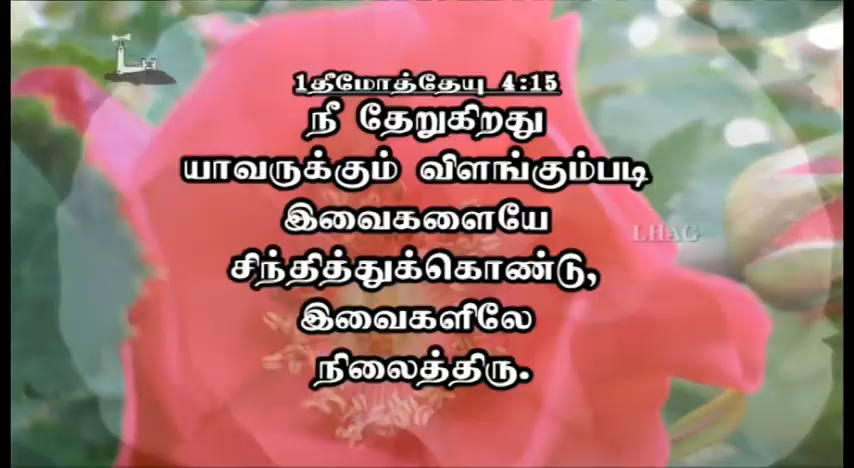 1தீமோத்தேயு 4:15
நீ தேறுகிறது
யாவருக்கும் விளங்கும்படி
இவைகளையே
சிந்தித்துக்கொண்டு,
இவைகளிலே
நிலைத்திரு.
LHAG